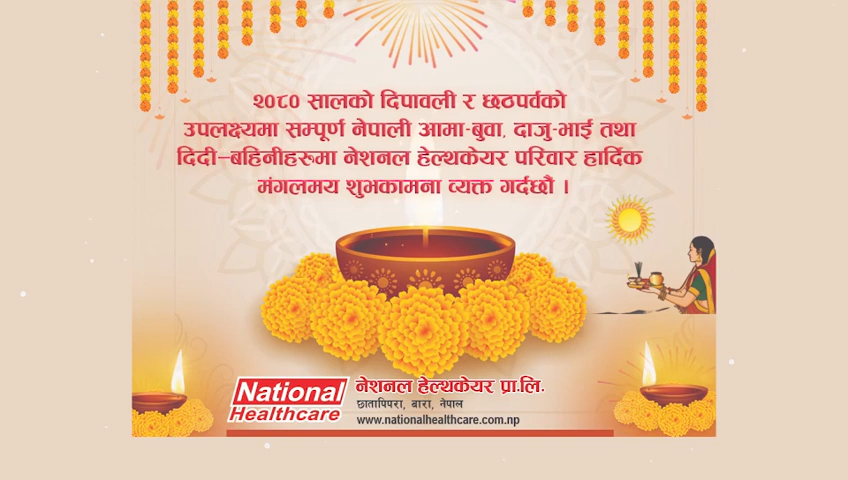 २०८० सालको दिपावली र छठपर्वको
उपलक्ष्यमा सम्पूर्ण नेपाली आमा-बुवा, दाजु-भाई तथा
दिदी–बहिनीहरुमा नेशनल हेल्थकेयर परिवार हार्दिक
मंगलमय शुभकामना व्यक्त गर्दछौं ।
National
Healthcare
नेशनल हेल्थकेयर प्रा.लि.
छातापिपरा, बारा, नेपाल
www.nationalhealthcare.com.np